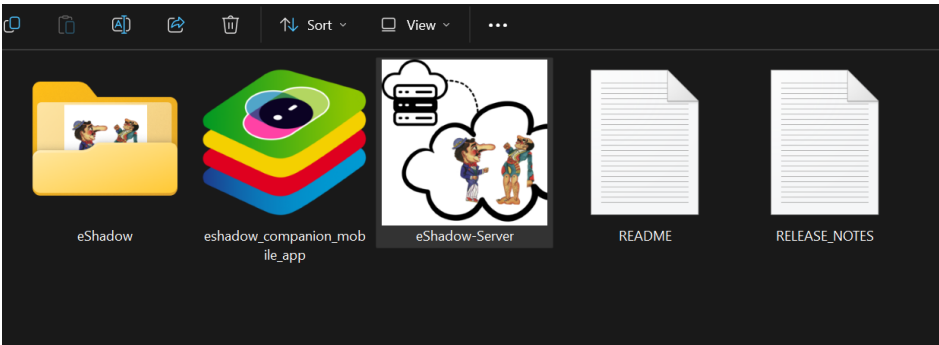 Sort
View
eShadow
eshadow_companion_mob
ile_app
eShadow-Server
README
RELEASE_NOTES